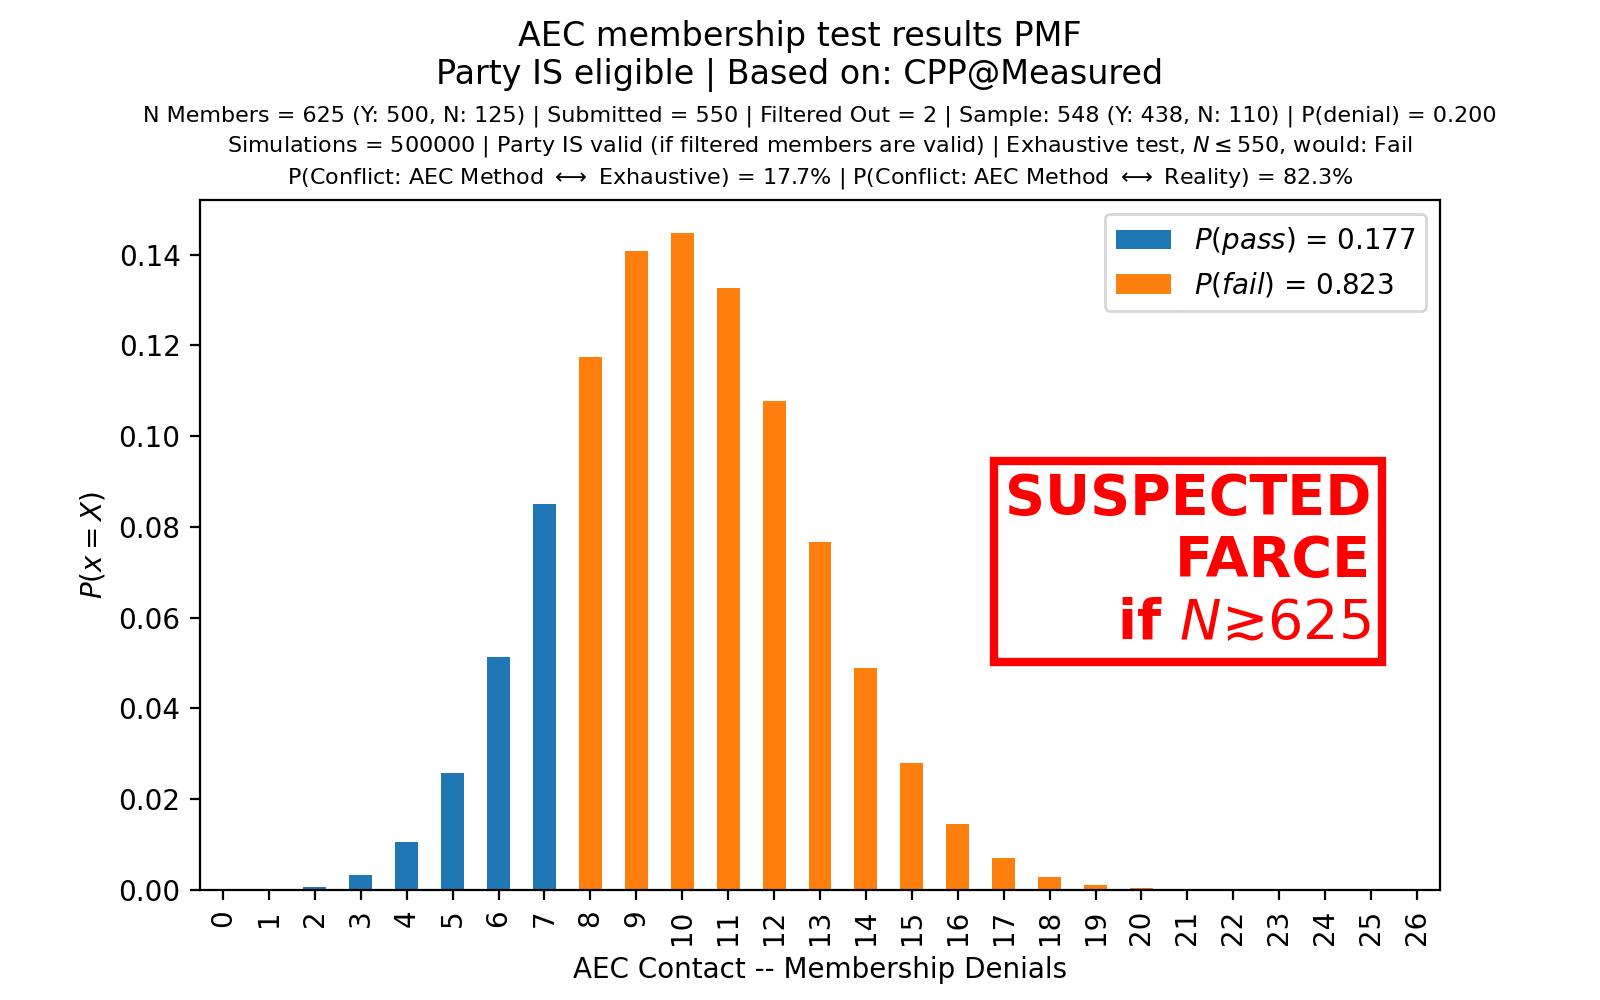 AEC membership test results PMF
Party IS eligible | Based on: CPP@Measured
N Members = 625 (Y: 500, N: 125) | Submitted = 550 | Filtered Out = 2 | Sample: 548 (Y: 438, N: 110) | P(denial) = 0.200
Simulations = 500000 | Party IS valid (if filtered members are valid) | Exhaustive test, N ≤ 550, would: Fail
P(Conflict: AEC Method ⟷ Exhaustive) = 17.7% | P(Conflict: AEC Method ⟷ Reality) = 82.3%
P(pass) = 0.177
P(fail) = 0.823
0.14
0.12
0.10
0.08
0.06
0.04
0.02
0.00
P(x = X)
SUSPECTED
FARCE
if N≳625
0 1 2 3 4 5 6 7 8 9 10 11 12 13 14 15 16 17 18 19 20 21 22 23 24 25 26
AEC Contact -- Membership Denials